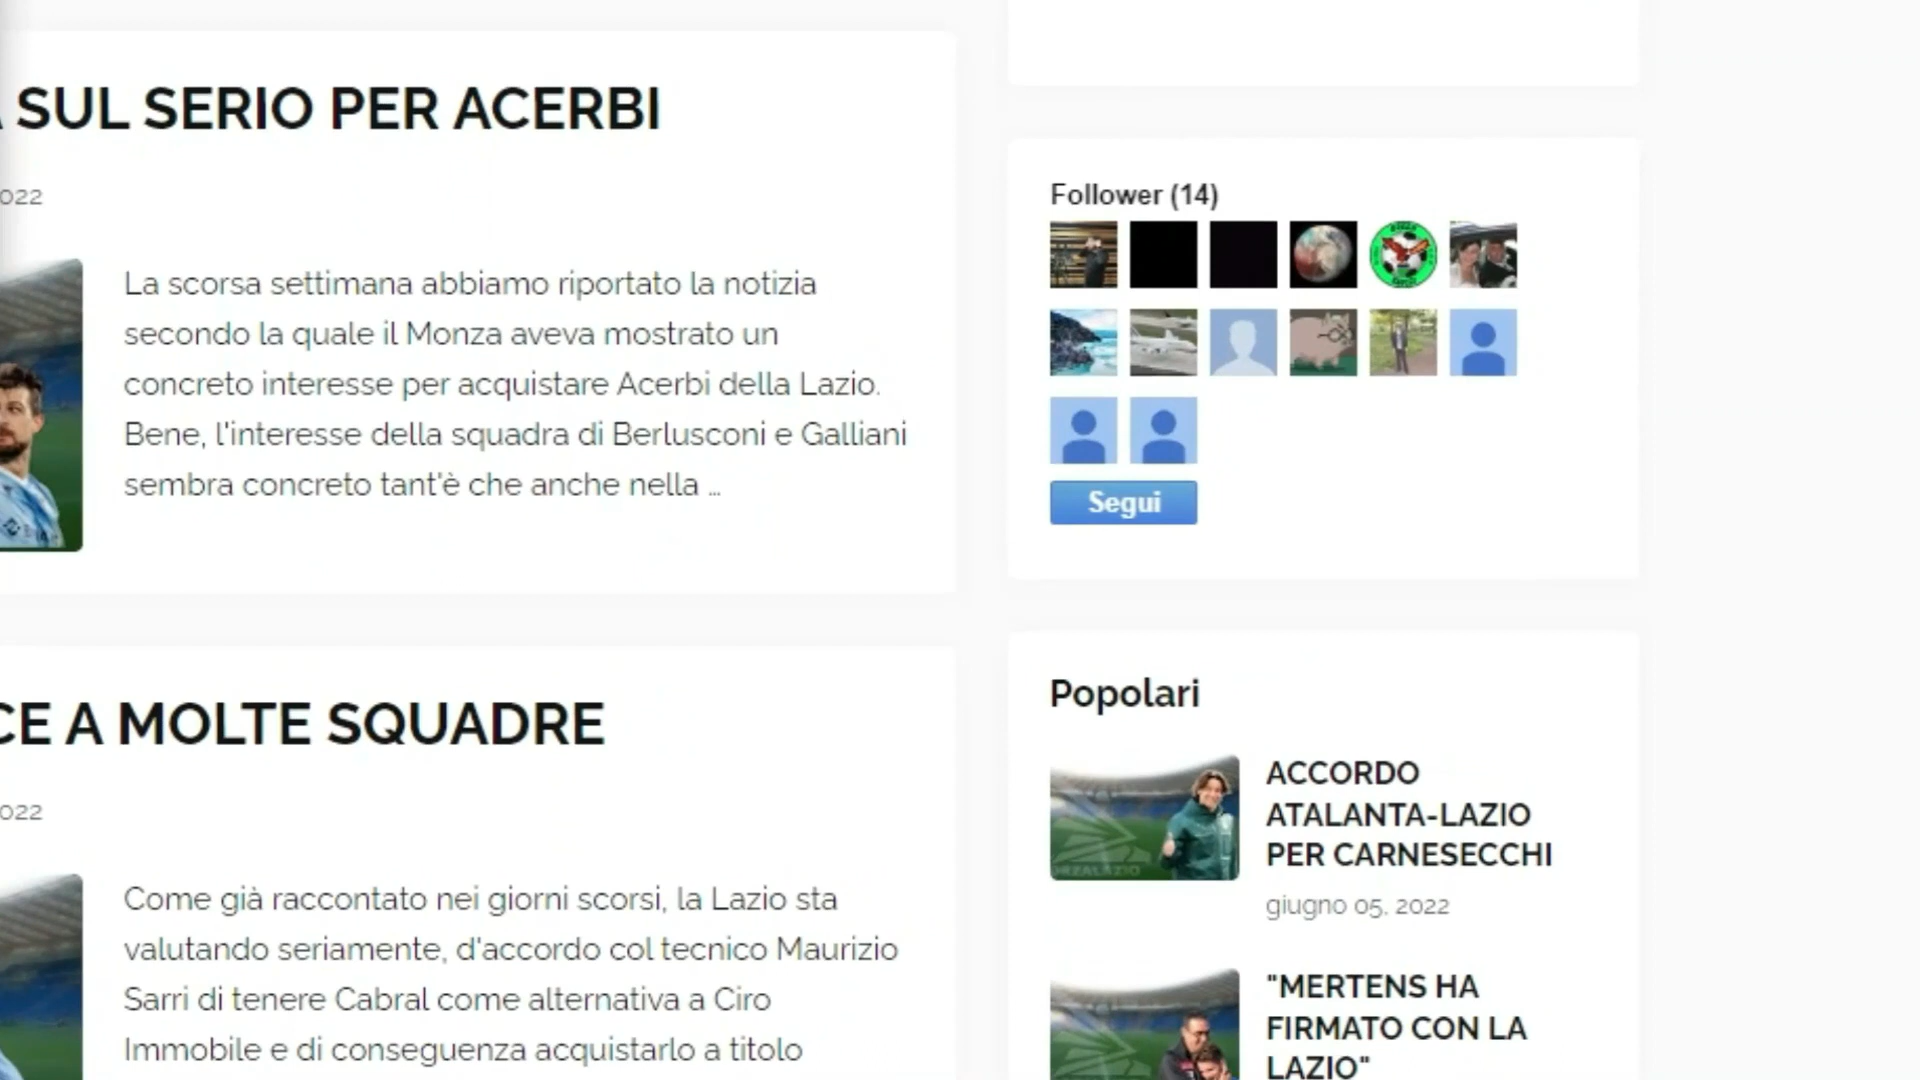 SUL SERIO PER ACERBI
022
La scorsa settimana abbiamo riportato la notizia
secondo la quale il Monza aveva mostrato un
concreto interesse per acquistare Acerbi della Lazio.
Bene, l'interesse della squadra di Berlusconi e Galliani
sembra concreto tant'è che anche nella ...
CE A MOLTE SQUADRE
022
Come già raccontato nei giorni scorsi, la Lazio sta
valutando seriamente, d'accordo col tecnico Maurizio
Sarri di tenere Cabral come alternativa a Ciro
Immobile e di conseguenza acquistarlo a titolo
Follower (14)
Segui
Popolari
ACCORDO
ATALANTA-LAZIO
PER CARNESECCHI
giugno 05, 2022
"MERTENS HA
FIRMATO CON LA
LAZIO"